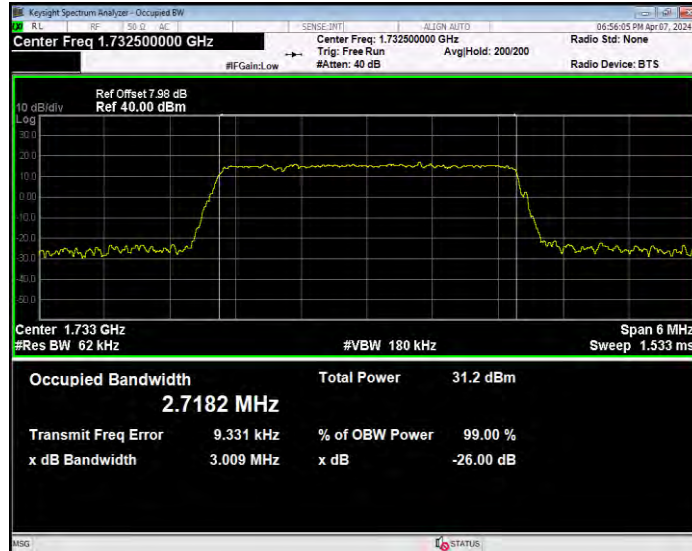 Keysight Spectrum Analyzer - Occupied BW
RL RF 50 Ω AC SENSE:INT ALIGN AUTO 06:56:05 PM Apr 07, 2024
Center Freq 1.732500000 GHz
Center Freq: 1.732500000 GHz
Radio Std: None
Trig: Free Run Avg|Hold: 200/200
#IFGain:Low #Atten: 40 dB Radio Device: BTS
Ref Offset 7.98 dB
10 dB/div Ref 40.00 dBm
Log
30.0
20.0
10.0
0.00
-10.0
-20.0
-30.0
-40.0
-50.0
Center 1.733 GHz Span 6 MHz
#Res BW 62 kHz #VBW 180 kHz Sweep 1.533 ms
Occupied Bandwidth Total Power 31.2 dBm
2.7182 MHz
Transmit Freq Error 9.331 kHz % of OBW Power 99.00 %
x dB Bandwidth 3.009 MHz x dB -26.00 dB
MSG STATUS